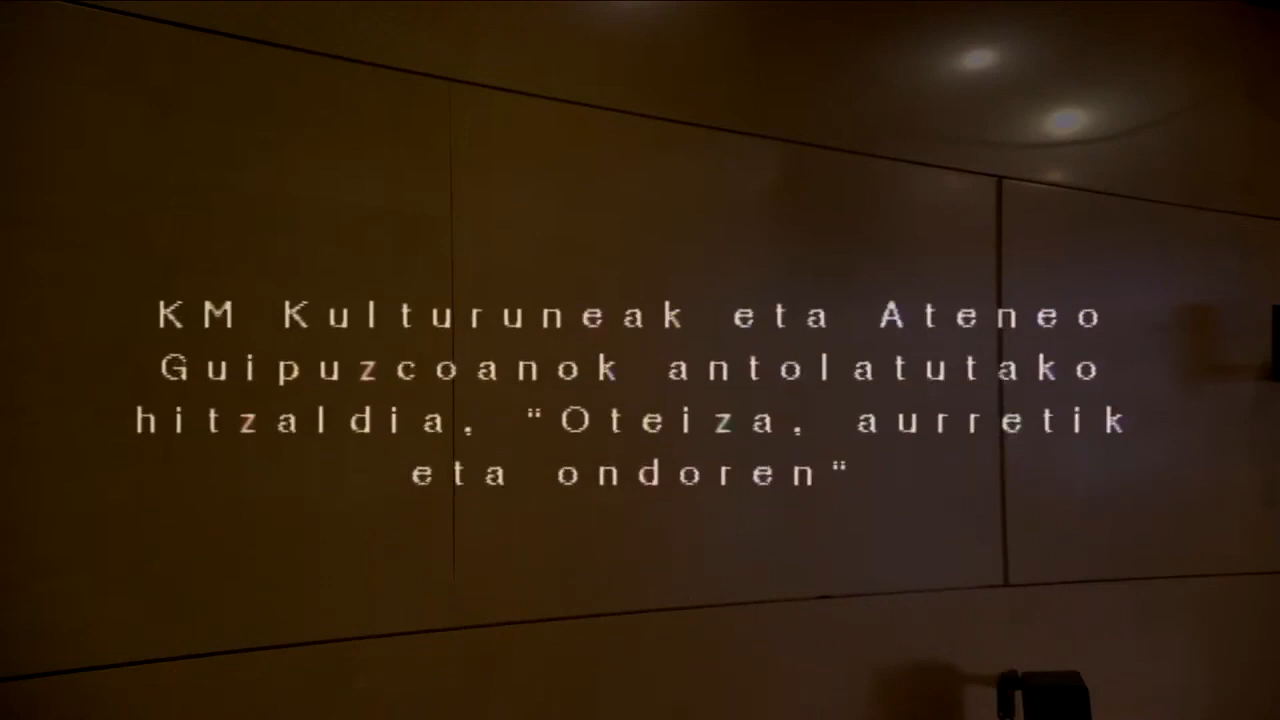 KM Kulturuneak eta Ateneo
Guipuzcoanok antolatutako
hitzaldia, "Oteiza, aurretik
eta ondoren"